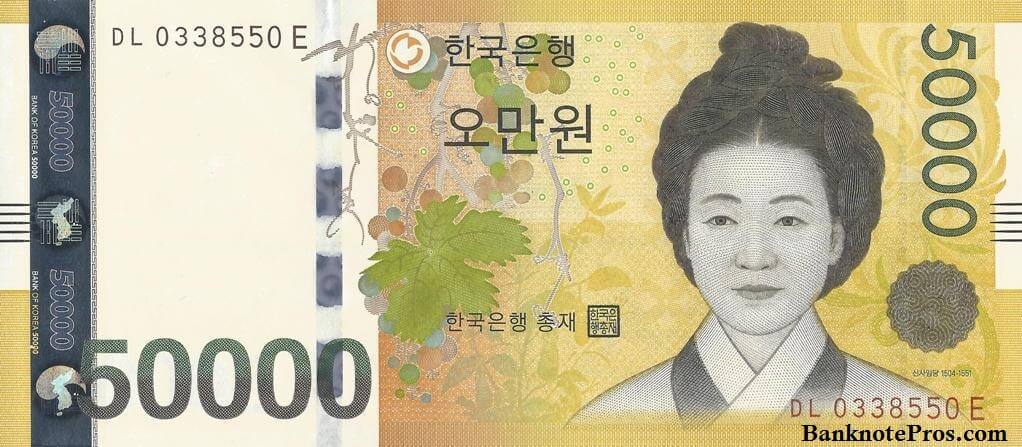 DL 0338550 E
한국은행
오만원
50000
50000
BANK OF KOREA 50000
50000
BANK OF KOREA 50000
한국은행 총재
한국은
행총재
50000
신사임당 1504-1551
DL 0338550 E
BanknotePros.com